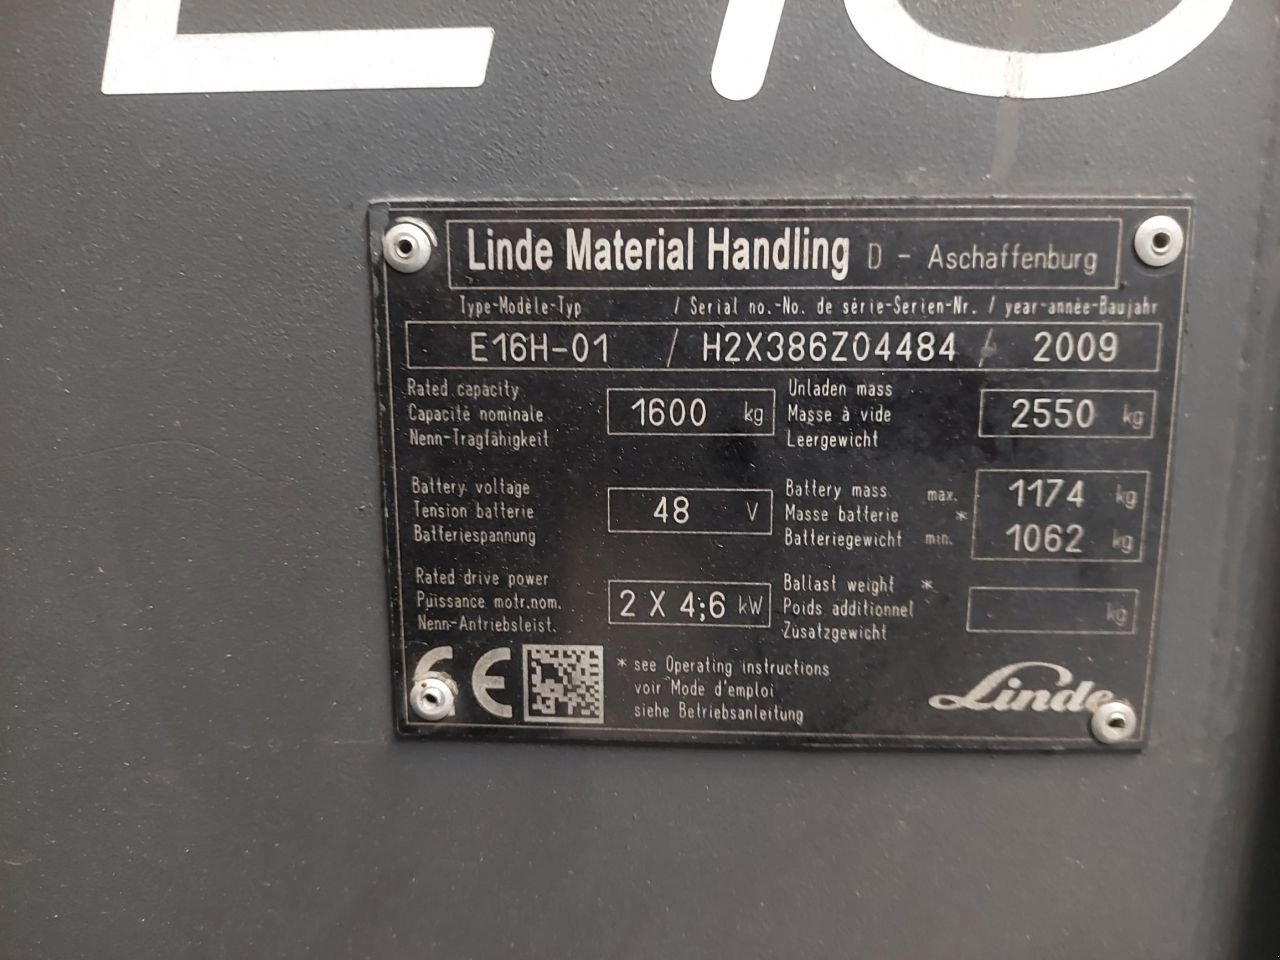 E16
Linde Material Handling D - Aschaffenburg
Type-Modèle-Typ / Serial no.-No. de série-Serien-Nr. / year-année-Baujahr
E16H-01 / H2X386Z04484 / 2009
Rated capacity
Capacité nominale
Nenn-Tragfähigkeit
1600 kg
Unladen mass
Masse à vide
Leergewicht
2550 kg
Battery voltage
Tension batterie
Batteriespannung
48 V
Battery mass max.
Masse batterie *
Batteriegewicht min.
1174 kg
1062 kg
Rated drive power
Puissance motr.nom.
Nenn-Antriebsleist.
2 X 4;6 kW
Ballast weight *
Poids additionnel
Zusatzgewicht
kg
CE
* see Operating instructions
voir Mode d'emploi
siehe Betriebsanleitung
Linde